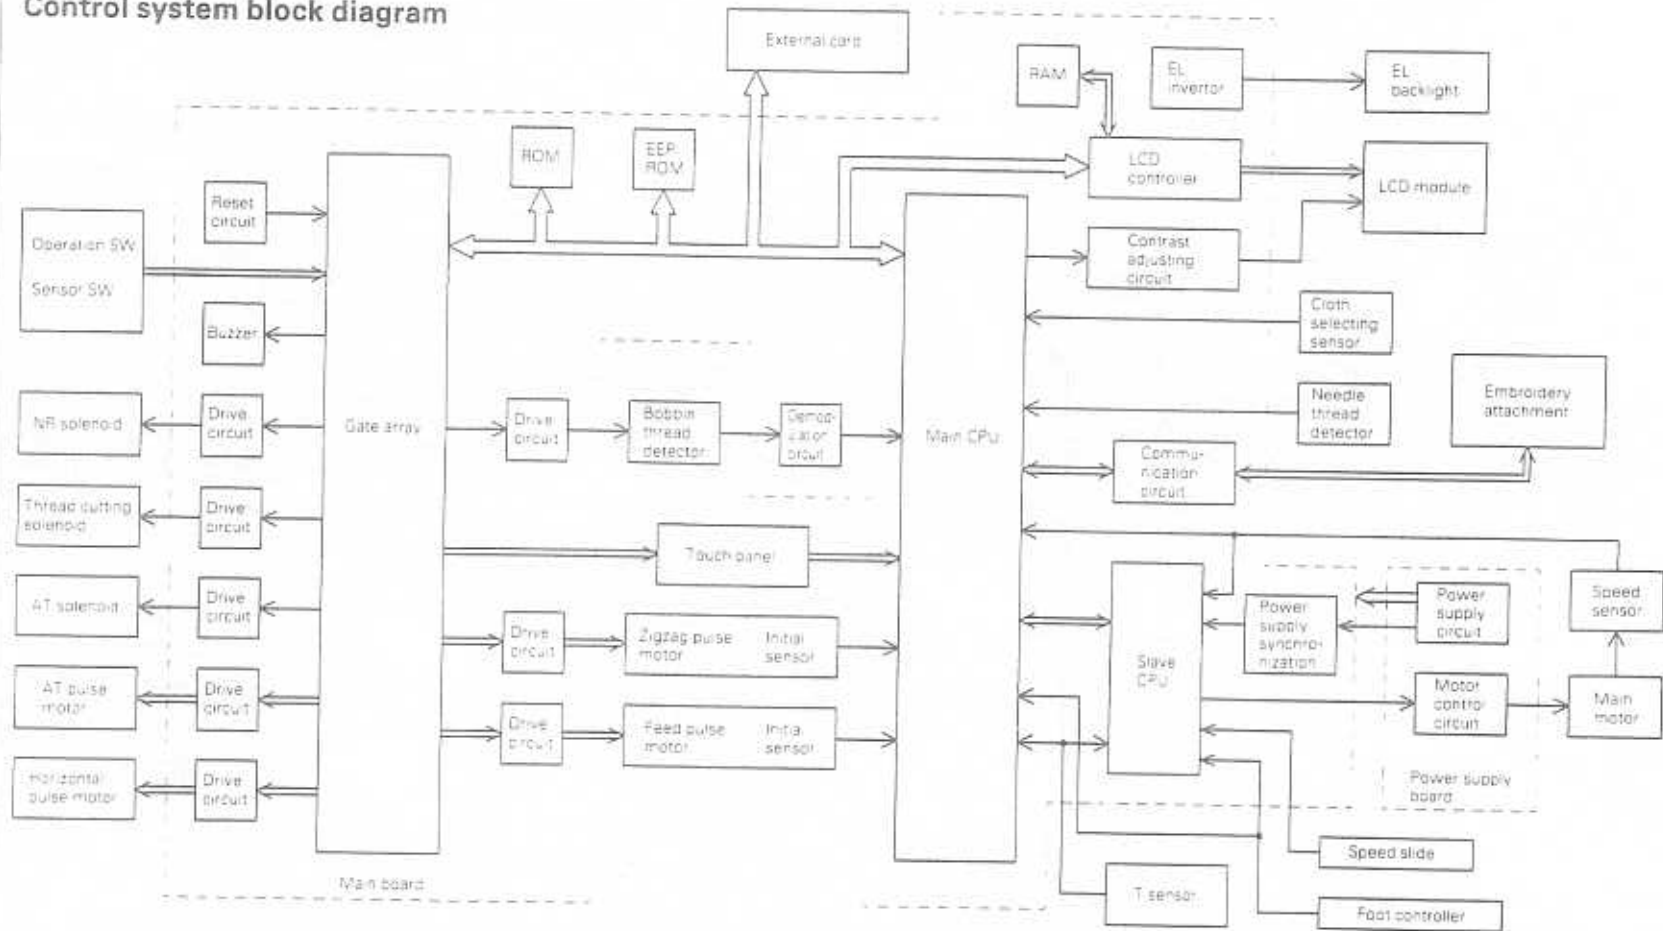 Control system block diagram
External card
RAM
EL
invertor
EL
backlight
ROM
EEP
ROM
LCD
controller
LCD module
Reset
circuit
Operation SW
Sensor SW
Contrast
adjusting
circuit
Buzzer
Cloth
selecting
sensor
NR solenoid
Drive
circuit
Gate array
Drive
circuit
Bobbin
thread
detector
Main CPU
Needle
thread
detector
Embroidery
attachment
Commu-
nication
circuit
Thread cutting
solenoid
Drive
circuit
Touch panel
AT solenoid
Drive
circuit
Drive
circuit
Zigzag pulse
motor
Initial
sensor
Slave
CPU
Power
supply
synchro-
nization
Power
supply
circuit
Speed
sensor
AT pulse
motor
Drive
circuit
Drive
circuit
Feed pulse
motor
Initial
sensor
Motor
control
circuit
Main
motor
Horizontal
pulse motor
Drive
circuit
Power supply
board
Main board
Speed slide
T sensor
Foot controller